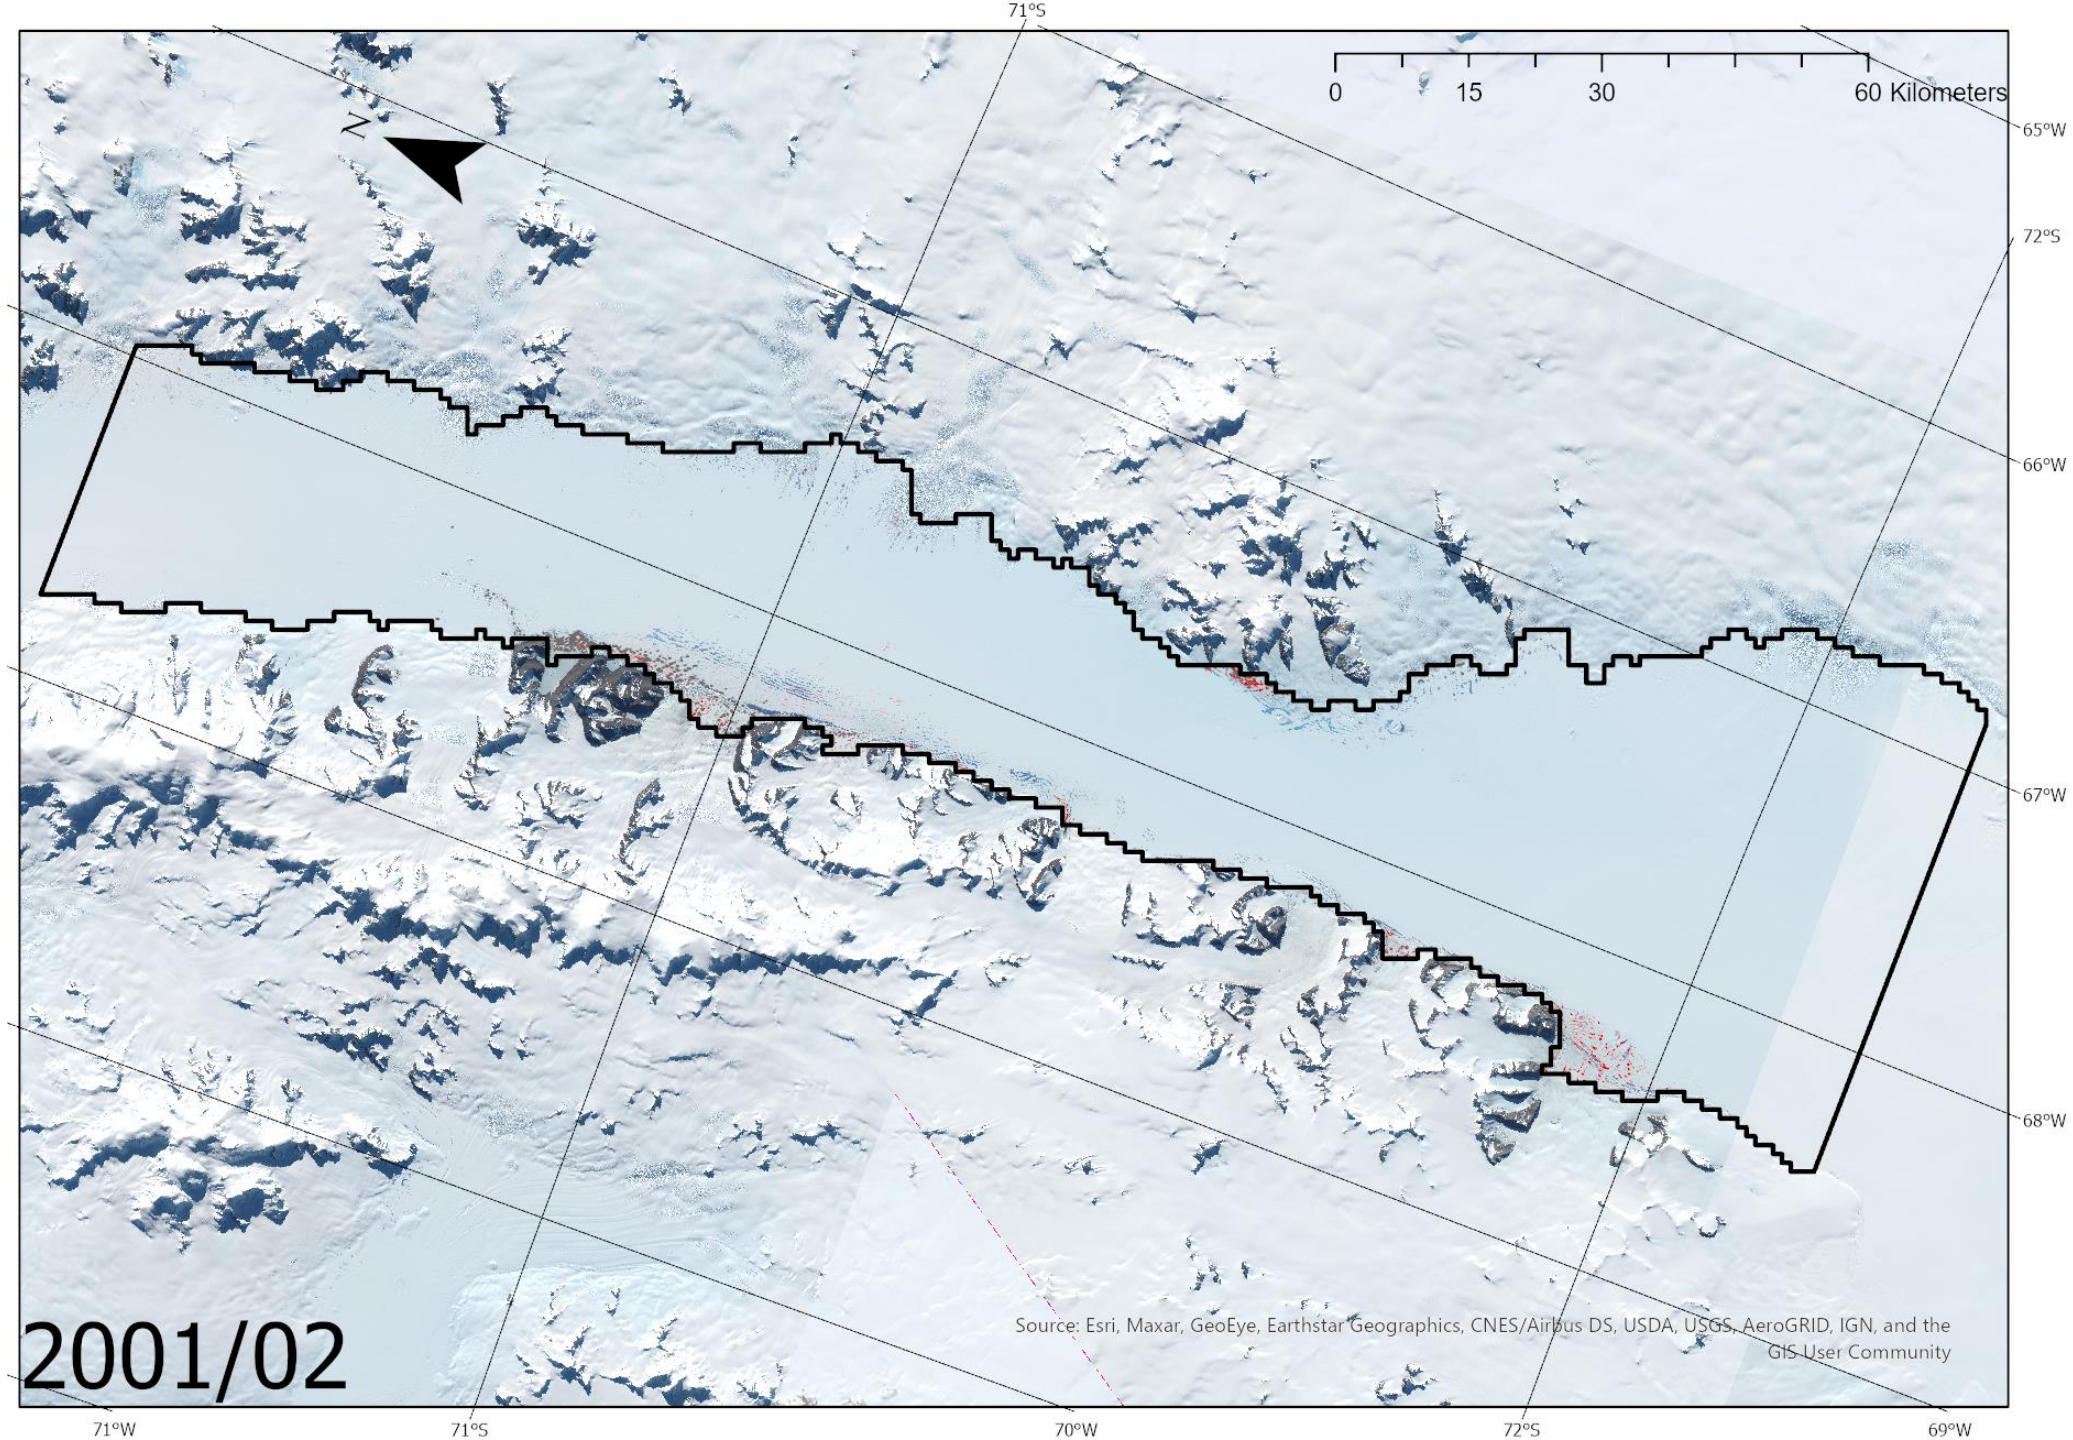 71°S
0 15 30 60 Kilometers
N
65°W
72°S
66°W
67°W
68°W
Source: Esri, Maxar, GeoEye, Earthstar Geographics, CNES/Airbus DS, USDA, USGS, AeroGRID, IGN, and the
GIS User Community
2001/02
71°W 71°S 70°W 72°S 69°W